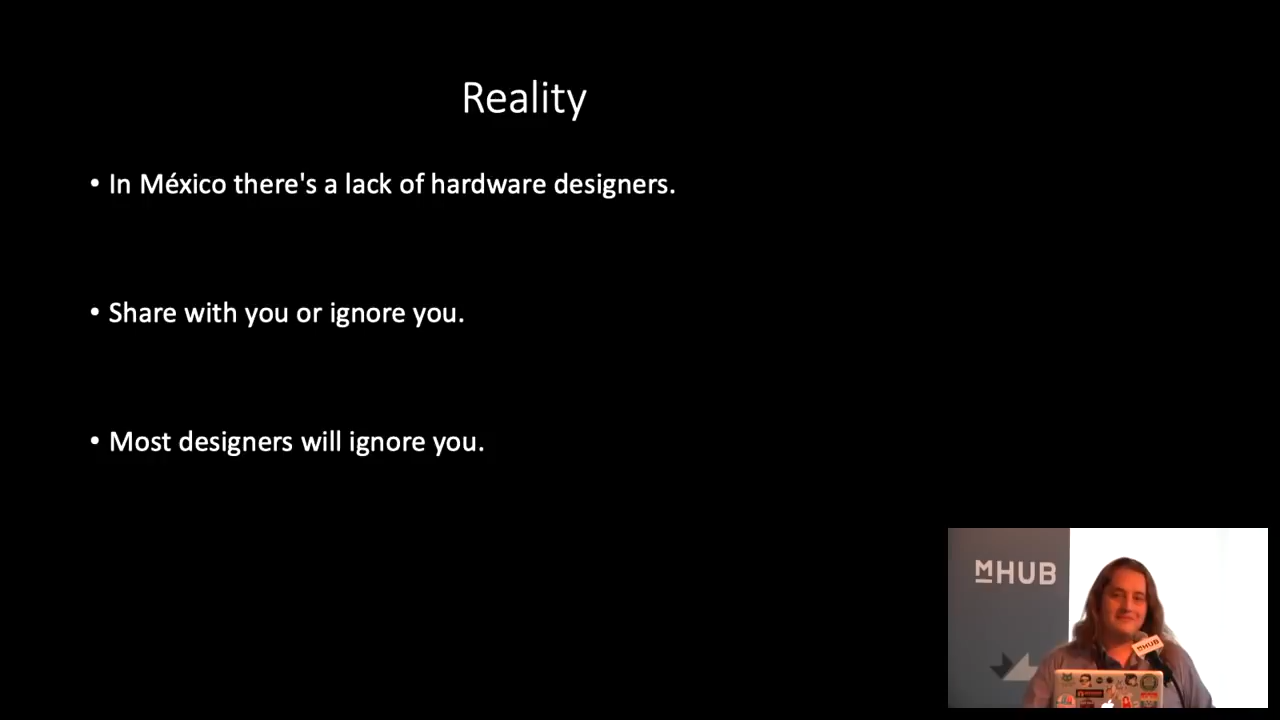 Reality
• In México there's a lack of hardware designers.
• Share with you or ignore you.
• Most designers will ignore you.
MHUB
MHUB